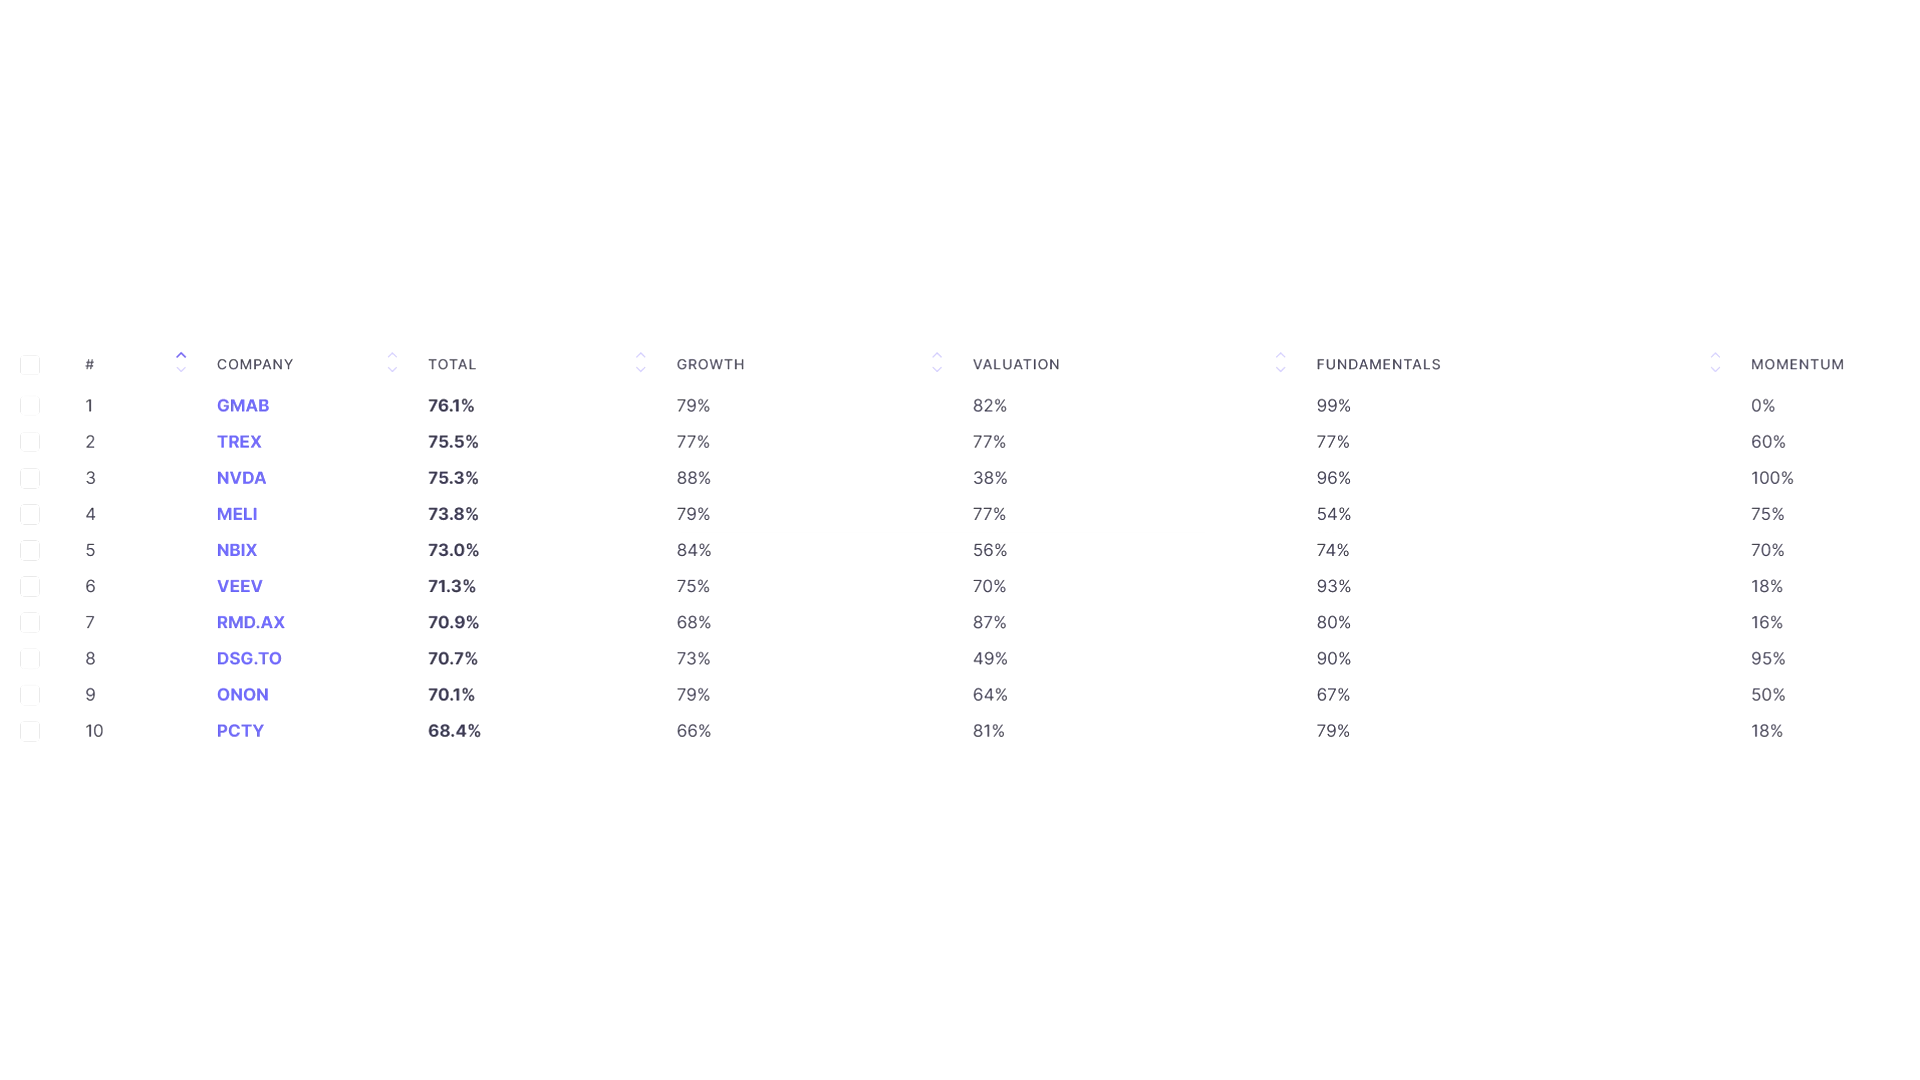 # COMPANY TOTAL GROWTH VALUATION FUNDAMENTALS MOMENTUM
1 GMAB 76.1% 79% 82% 99% 0%
2 TREX 75.5% 77% 77% 77% 60%
3 NVDA 75.3% 88% 38% 96% 100%
4 MELI 73.8% 79% 77% 54% 75%
5 NBIX 73.0% 84% 56% 74% 70%
6 VEEV 71.3% 75% 70% 93% 18%
7 RMD.AX 70.9% 68% 87% 80% 16%
8 DSG.TO 70.7% 73% 49% 90% 95%
9 ONON 70.1% 79% 64% 67% 50%
10 PCTY 68.4% 66% 81% 79% 18%